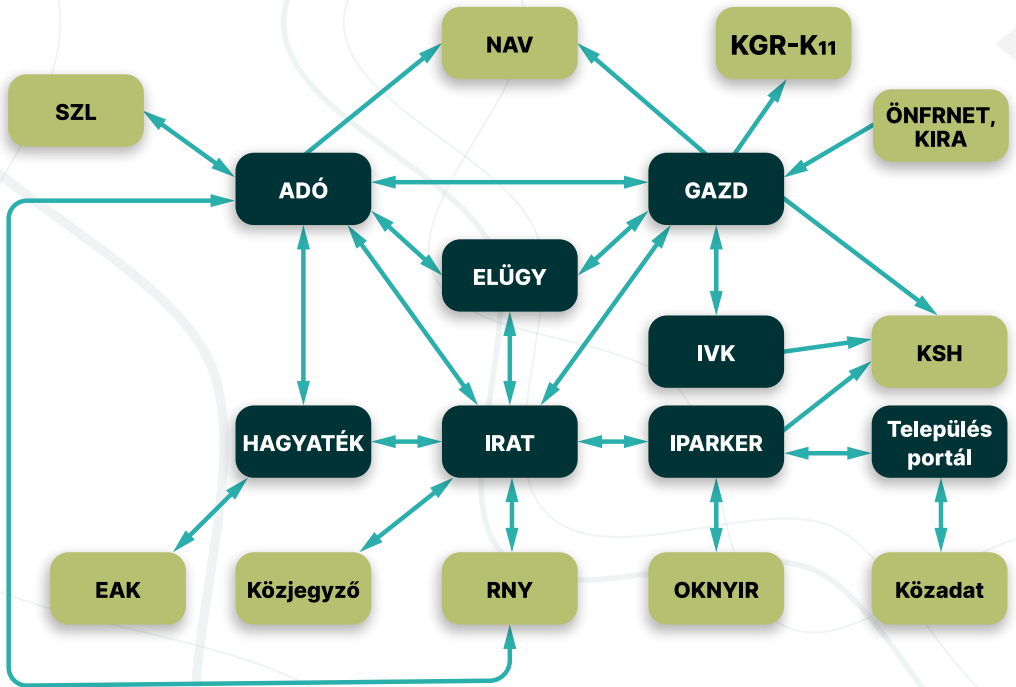 NAV
KGR-K11
SZL
ÖNFRNET,
KIRA
ADÓ
GAZD
ELÜGY
IVK
KSH
HAGYATÉK
IRAT
IPARKER
Település
portál
EAK
Közjegyző
RNY
OKNYIR
Közadat